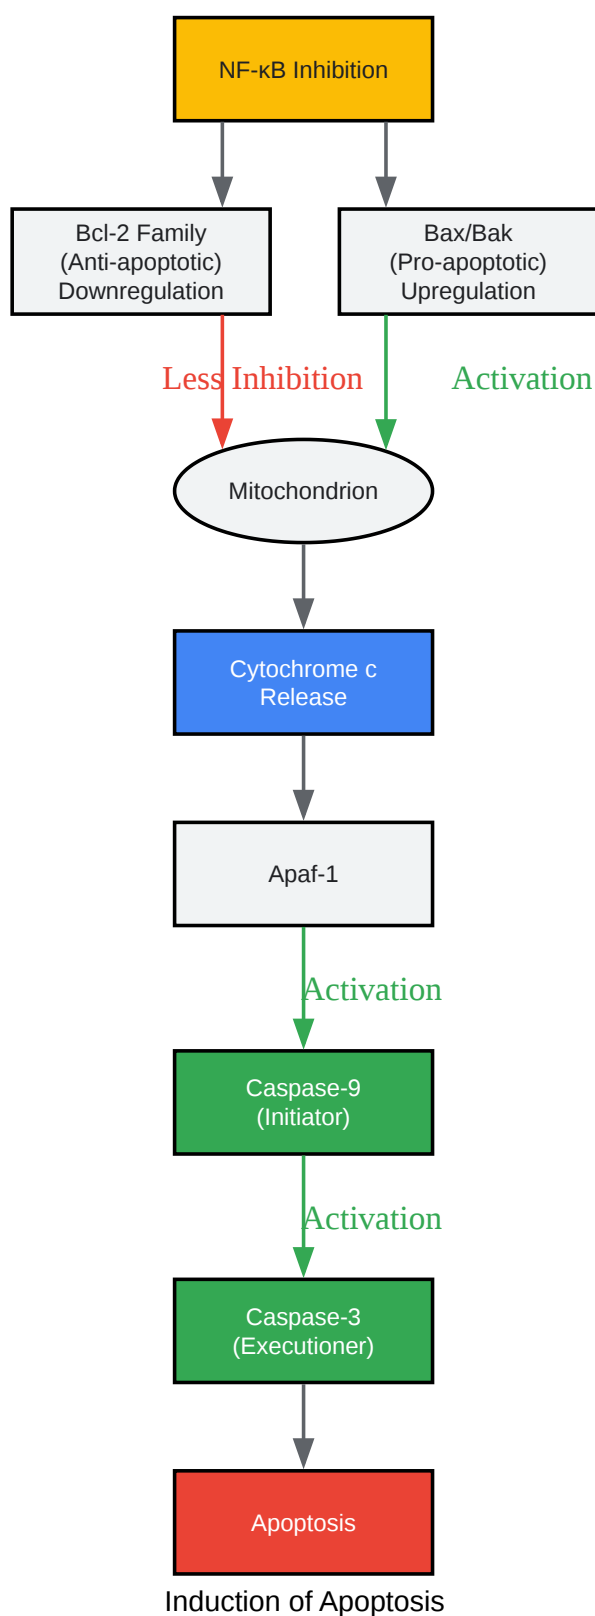 NF-κB Inhibition
Bcl-2 Family
(Anti-apoptotic)
Downregulation
Bax/Bak
(Pro-apoptotic)
Upregulation
Less Inhibition
Activation
Mitochondrion
Cytochrome c
Release
Apaf-1
Activation
Caspase-9
(Initiator)
Activation
Caspase-3
(Executioner)
Apoptosis
Induction of Apoptosis